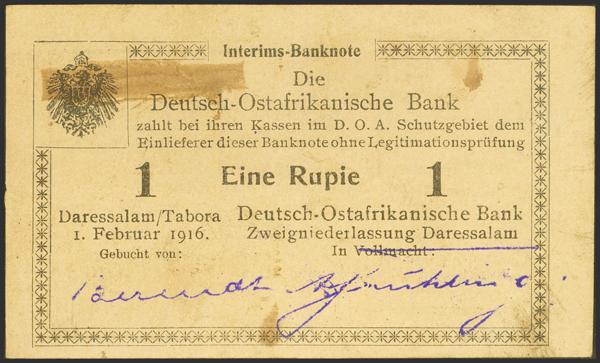 Interims-Banknote
Die
Deutsch-Ostafrikanische Bank
zahlt bei ihren Kassen im D. O. A. Schutzgebiet dem
Einlieferer dieser Banknote ohne Legitimationsprüfung
1 Eine Rupie 1
Daressalam/Tabora
1. Februar 1916.
Gebucht von:
Deutsch-Ostafrikanische Bank
Zweigniederlassung Daressalam
In Vollmacht:
Berendt